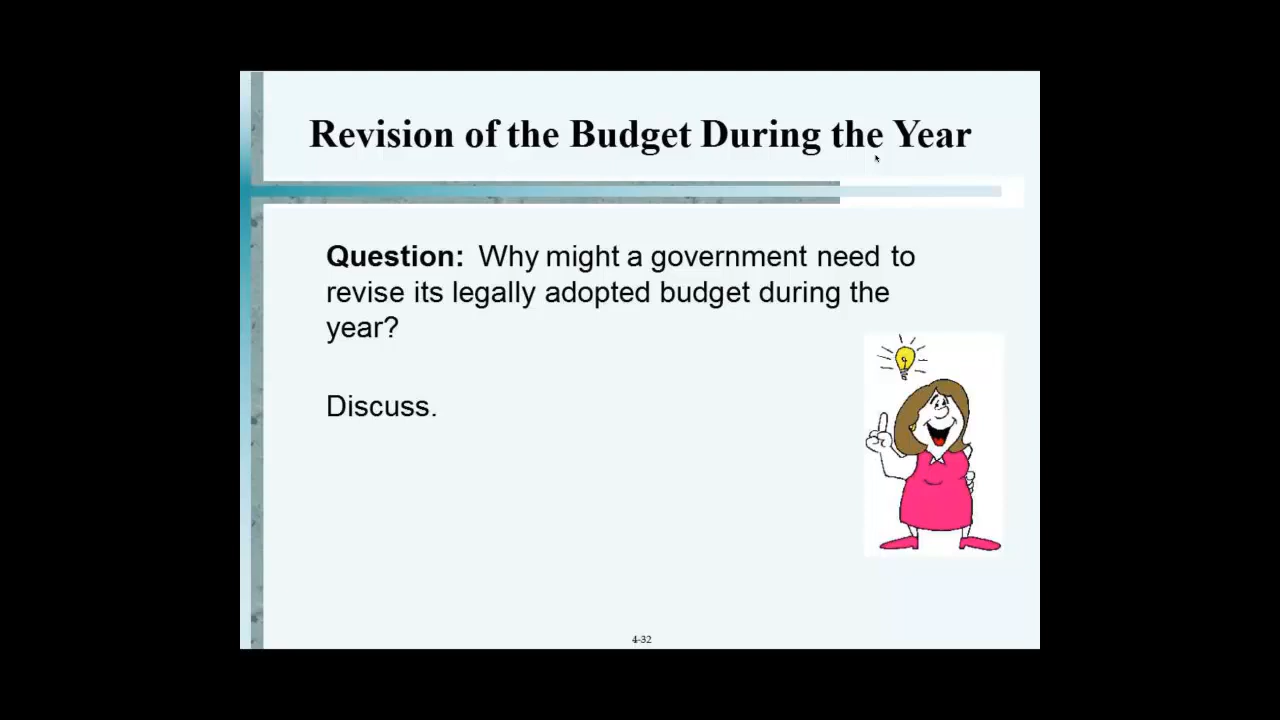 Revision of the Budget During the Year
Question: Why might a government need to
revise its legally adopted budget during the
year?
Discuss.
4-32